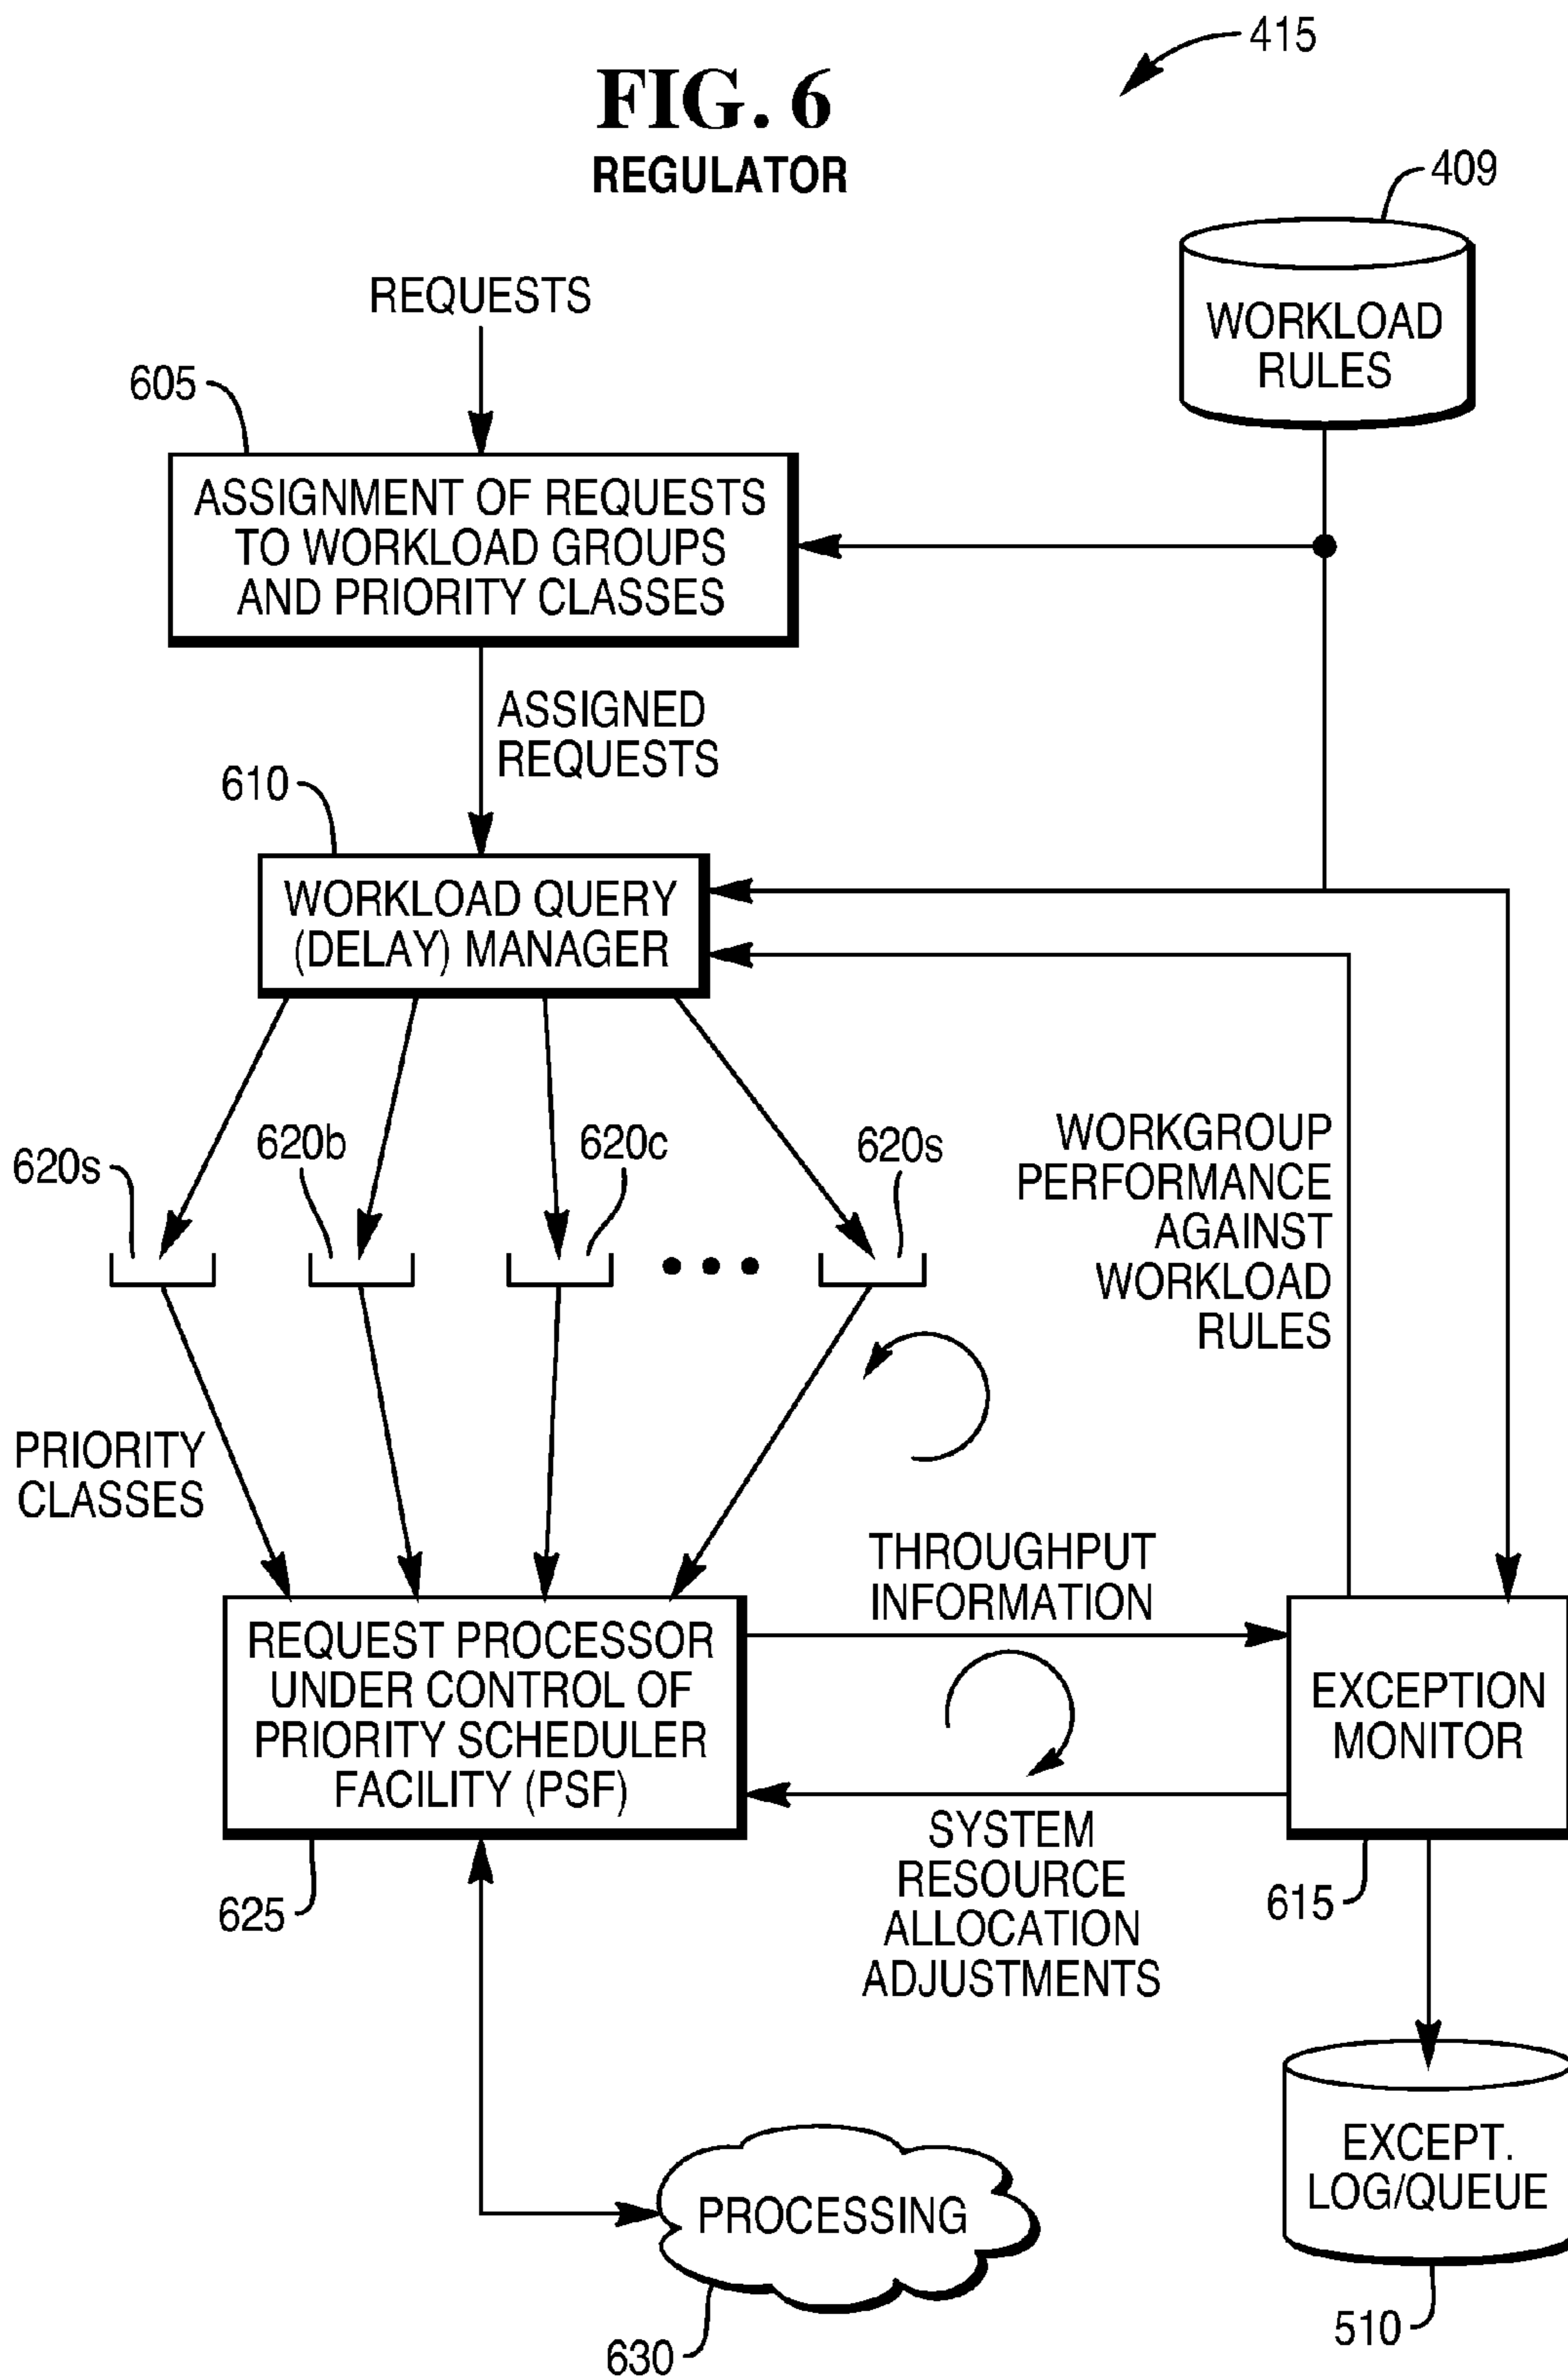 415
FIG. 6
REGULATOR
409
WORKLOAD
RULES
REQUESTS
605
ASSIGNMENT OF REQUESTS
TO WORKLOAD GROUPS
AND PRIORITY CLASSES
ASSIGNED
REQUESTS
610
WORKLOAD QUERY
(DELAY) MANAGER
620s
620b
620c
620s
WORKGROUP
PERFORMANCE
AGAINST
WORKLOAD
RULES
PRIORITY
CLASSES
THROUGHPUT
INFORMATION
REQUEST PROCESSOR
UNDER CONTROL OF
PRIORITY SCHEDULER
FACILITY (PSF)
EXCEPTION
MONITOR
SYSTEM
RESOURCE
ALLOCATION
ADJUSTMENTS
625
615
PROCESSING
EXCEPT.
LOG/QUEUE
630
510